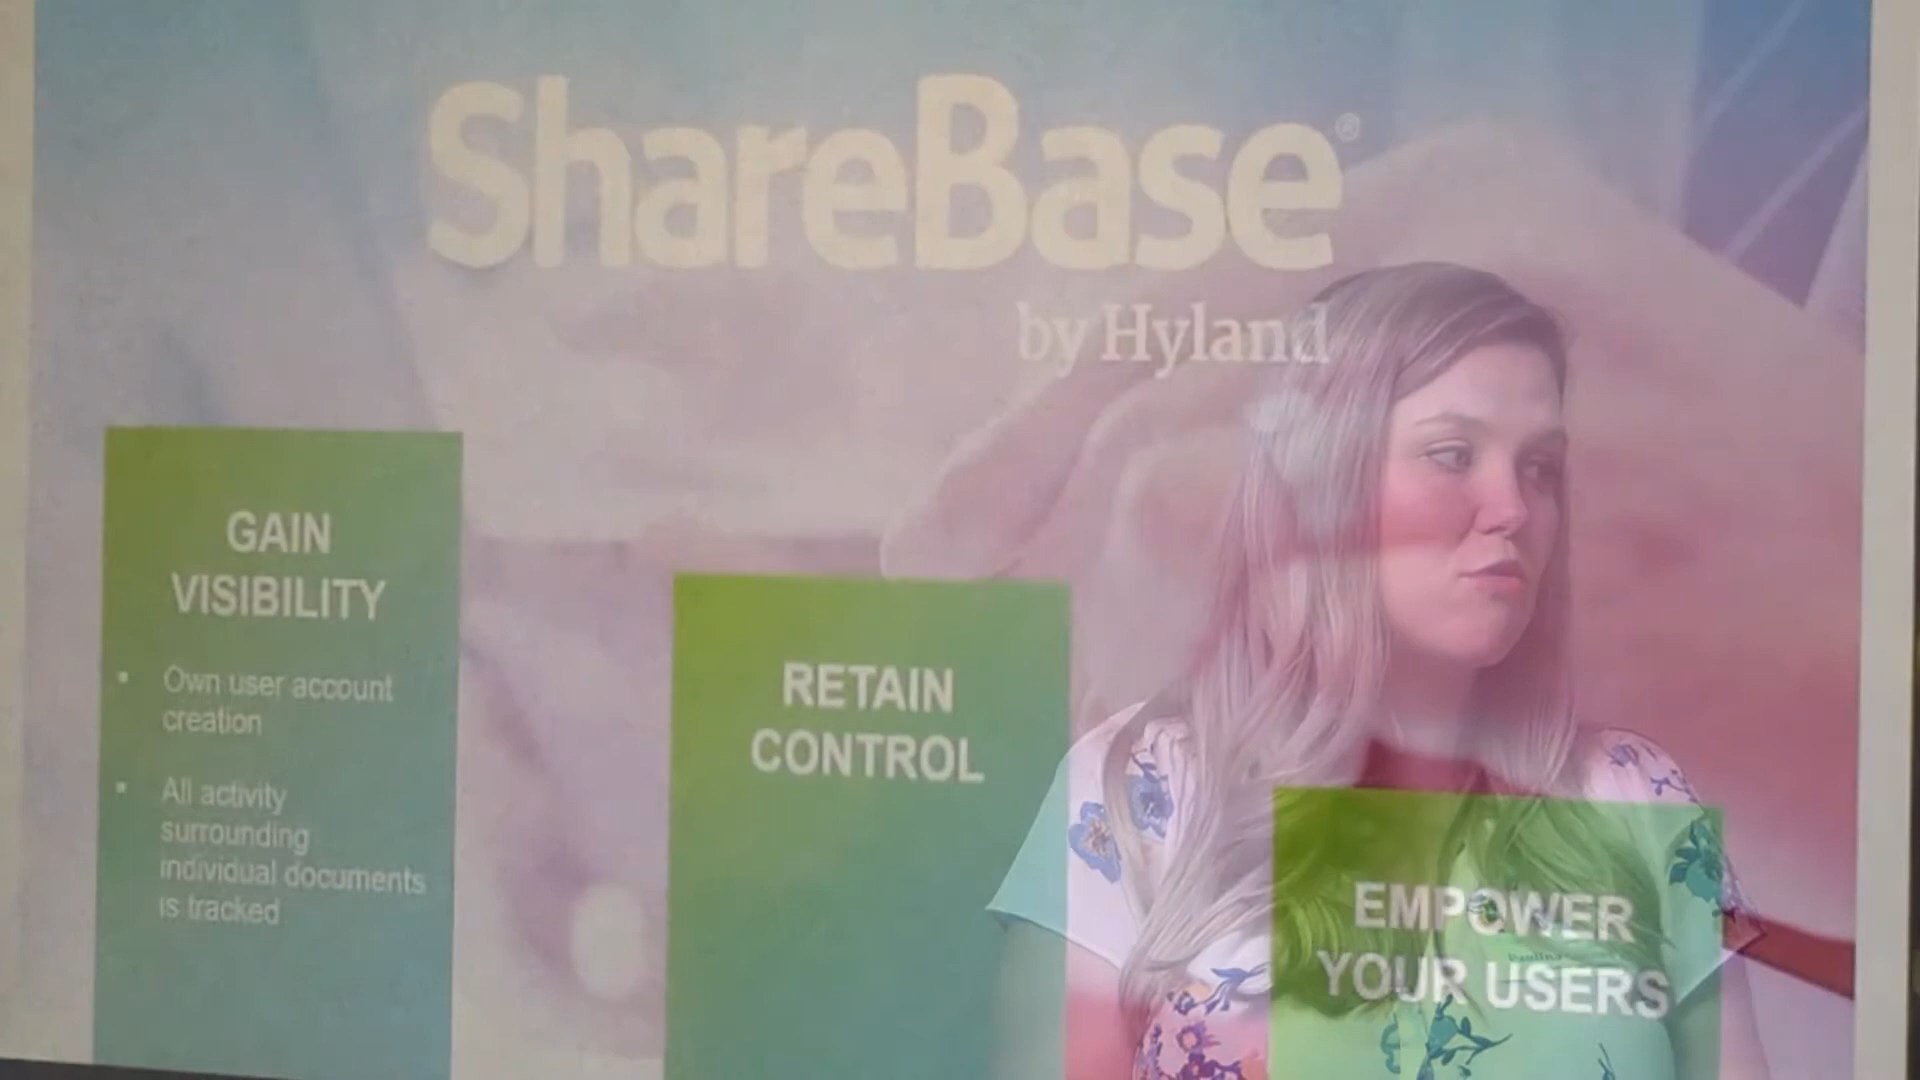 ShareBase®
by Hyland
GAIN
VISIBILITY
▪ Own user account
creation
▪ All activity
surrounding
individual documents
is tracked
RETAIN
CONTROL
EMPOWER
YOUR USERS